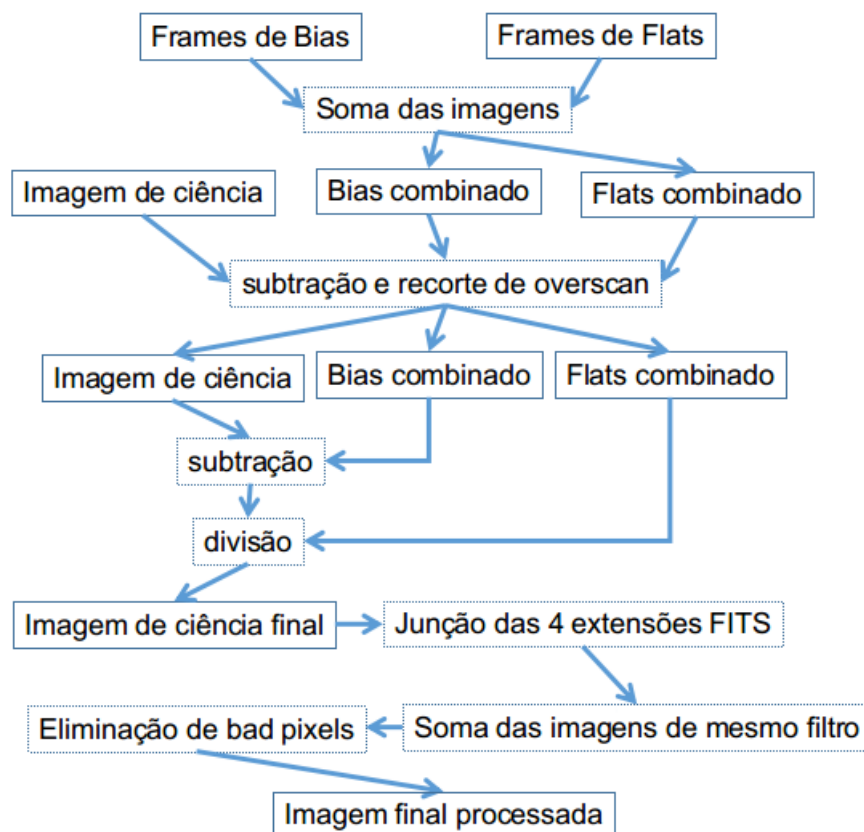 Frames de Bias
Frames de Flats
Soma das imagens
Imagem de ciência
Bias combinado
Flats combinado
subtração e recorte de overscan
Imagem de ciência
Bias combinado
Flats combinado
subtração
divisão
Imagem de ciência final
Junção das 4 extensões FITS
Eliminação de bad pixels
Soma das imagens de mesmo filtro
Imagem final processada